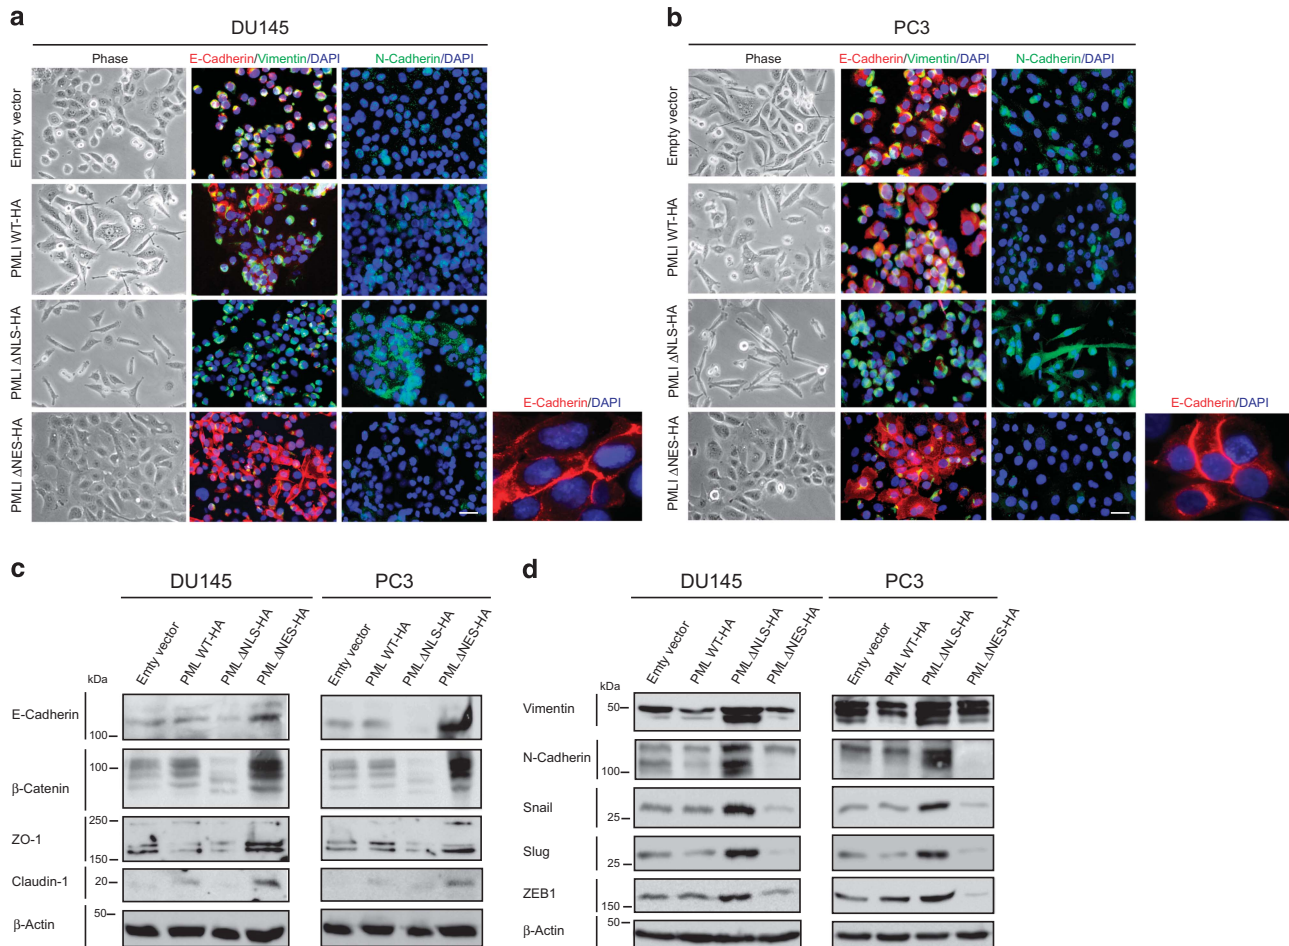 a
DU145
Phase
E-Cadherin/Vimentin/DAPI
N-Cadherin/DAPI
Empty vector
PMLI WT-HA
PMLI ΔNLS-HA
PMLI ΔNES-HA
E-Cadherin/DAPI
b
PC3
Phase
E-Cadherin/Vimentin/DAPI
N-Cadherin/DAPI
Empty vector
PMLI WT-HA
PMLI ΔNLS-HA
PMLI ΔNES-HA
E-Cadherin/DAPI
c
DU145
PC3
Emty vector
PML WT-HA
PML ΔNLS-HA
PML ΔNES-HA
Emty vector
PML WT-HA
PML ΔNLS-HA
PML ΔNES-HA
kDa
E-Cadherin
100
100
β-Catenin
250
ZO-1
150
Claudin-1
20
50
β-Actin
d
DU145
PC3
Emty vector
PML WT-HA
PML ΔNLS-HA
PML ΔNES-HA
Emty vector
PML WT-HA
PML ΔNLS-HA
PML ΔNES-HA
kDa
Vimentin
50
N-Cadherin
100
Snail
25
Slug
25
ZEB1
150
50
β-Actin